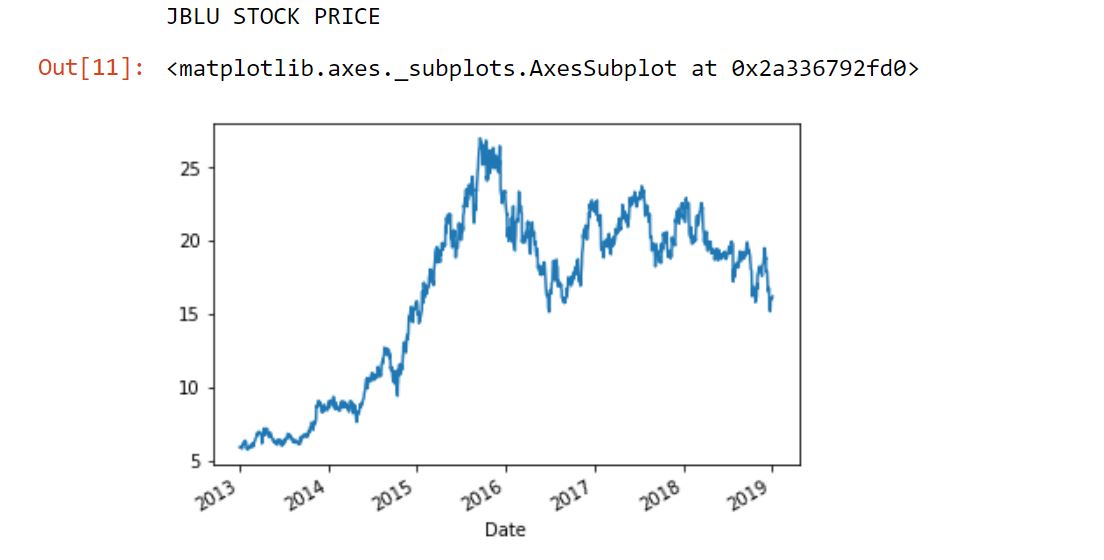 JBLU STOCK PRICE
Out[11]: <matplotlib.axes._subplots.AxesSubplot at 0x2a336792fd0>
25
20
15
10
5
2013 2014 2015 2016 2017 2018 2019
Date